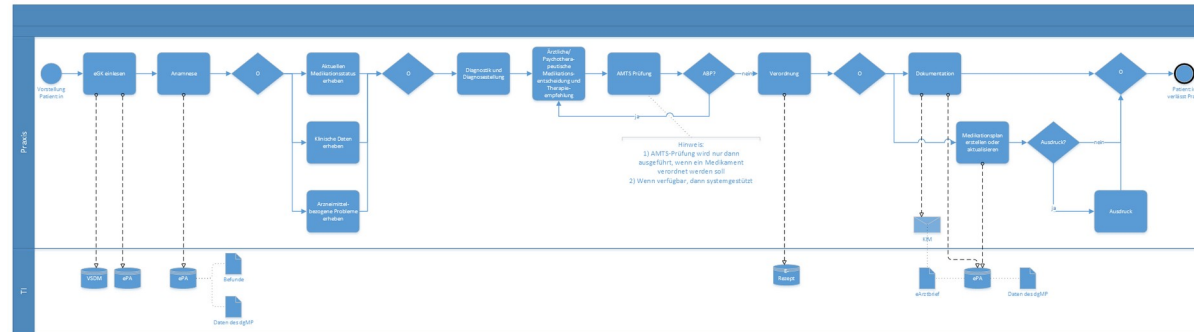 Praxis
TI
Vorstellung
Patient in
eGK einlesen
Anamnese
O
Aktuellen
Medikationsstatus
erheben
Klinische Daten
erheben
Arzneimittel-
bezogene Probleme
erheben
O
Diagnostik und
Diagnosestellung
Ärztliche/
Psychothera-
peutische
Medikations-
entscheidung und
Therapie-
empfehlung
AMTS Prüfung
ABP?
nein
ja
Hinweis:
1) AMTS-Prüfung wird nur dann
ausgeführt, wenn ein Medikament
verordnet werden soll
2) Wenn verfügbar, dann systemgestützt
Verordnung
O
Dokumentation
Medikationsplan
erstellen oder
aktualisieren
Ausdruck?
nein
ja
Ausdruck
O
Patient in
verlässt Pra
VSDM
ePA
ePA
Befunde
Daten des dgMP
E-
Rezept
KIM
eArztbrief
ePA
Daten des dgMP